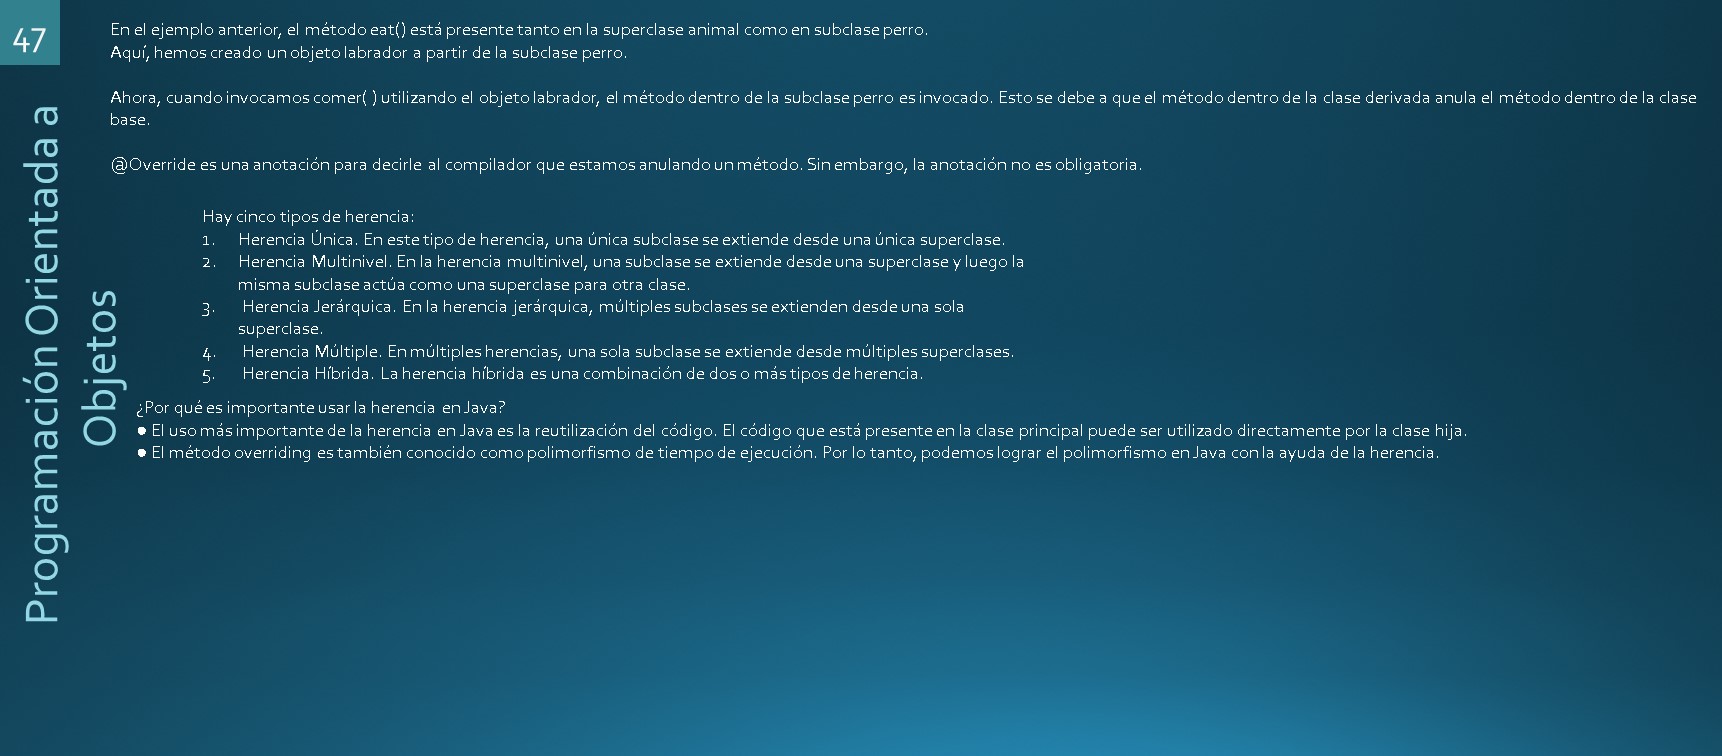 47
Programación Orientada a
Objetos
En el ejemplo anterior, el método eat() está presente tanto en la superclase animal como en subclase perro.
Aquí, hemos creado un objeto labrador a partir de la subclase perro.
Ahora, cuando invocamos comer( ) utilizando el objeto labrador, el método dentro de la subclase perro es invocado. Esto se debe a que el método dentro de la clase derivada anula el método dentro de la clase
base.
@Override es una anotación para decirle al compilador que estamos anulando un método. Sin embargo, la anotación no es obligatoria.
Hay cinco tipos de herencia:
1. Herencia Única. En este tipo de herencia, una única subclase se extiende desde una única superclase.
2. Herencia Multinivel. En la herencia multinivel, una subclase se extiende desde una superclase y luego la
misma subclase actúa como una superclase para otra clase.
3. Herencia Jerárquica. En la herencia jerárquica, múltiples subclases se extienden desde una sola
superclase.
4. Herencia Múltiple. En múltiples herencias, una sola subclase se extiende desde múltiples superclases.
5. Herencia Híbrida. La herencia híbrida es una combinación de dos o más tipos de herencia.
¿Por qué es importante usar la herencia en Java?
● El uso más importante de la herencia en Java es la reutilización del código. El código que está presente en la clase principal puede ser utilizado directamente por la clase hija.
● El método overriding es también conocido como polimorfismo de tiempo de ejecución. Por lo tanto, podemos lograr el polimorfismo en Java con la ayuda de la herencia.